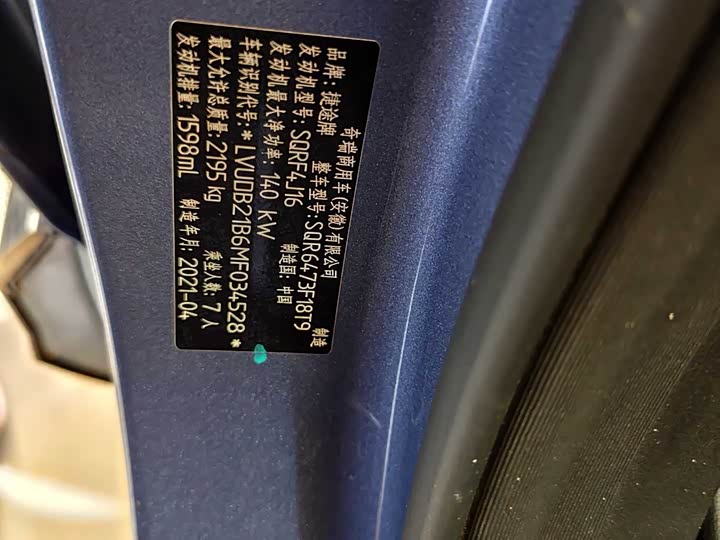 奇瑞商用车(安徽)有限公司 制造
品牌: 捷途牌 整车型号: SQR6473F18T9
发动机型号: SQRF4J16 制造国: 中国
发动机最大净功率: 140 kW
车辆识别代号: *LVUDB21B6MF034528*
最大允许总质量: 2195 kg 乘坐人数: 7 人
发动机排量: 1598mL 制造年月: 2021-04